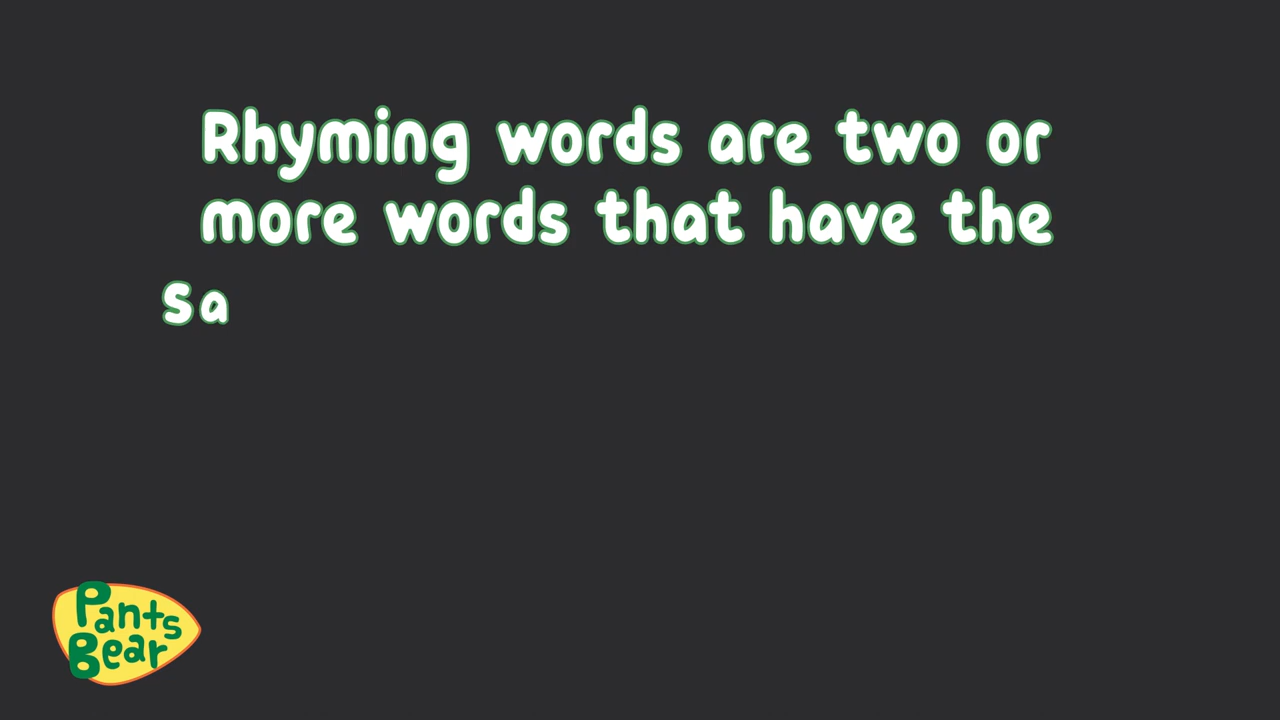 Rhyming words are two or
more words that have the
sa
Pants
Bear